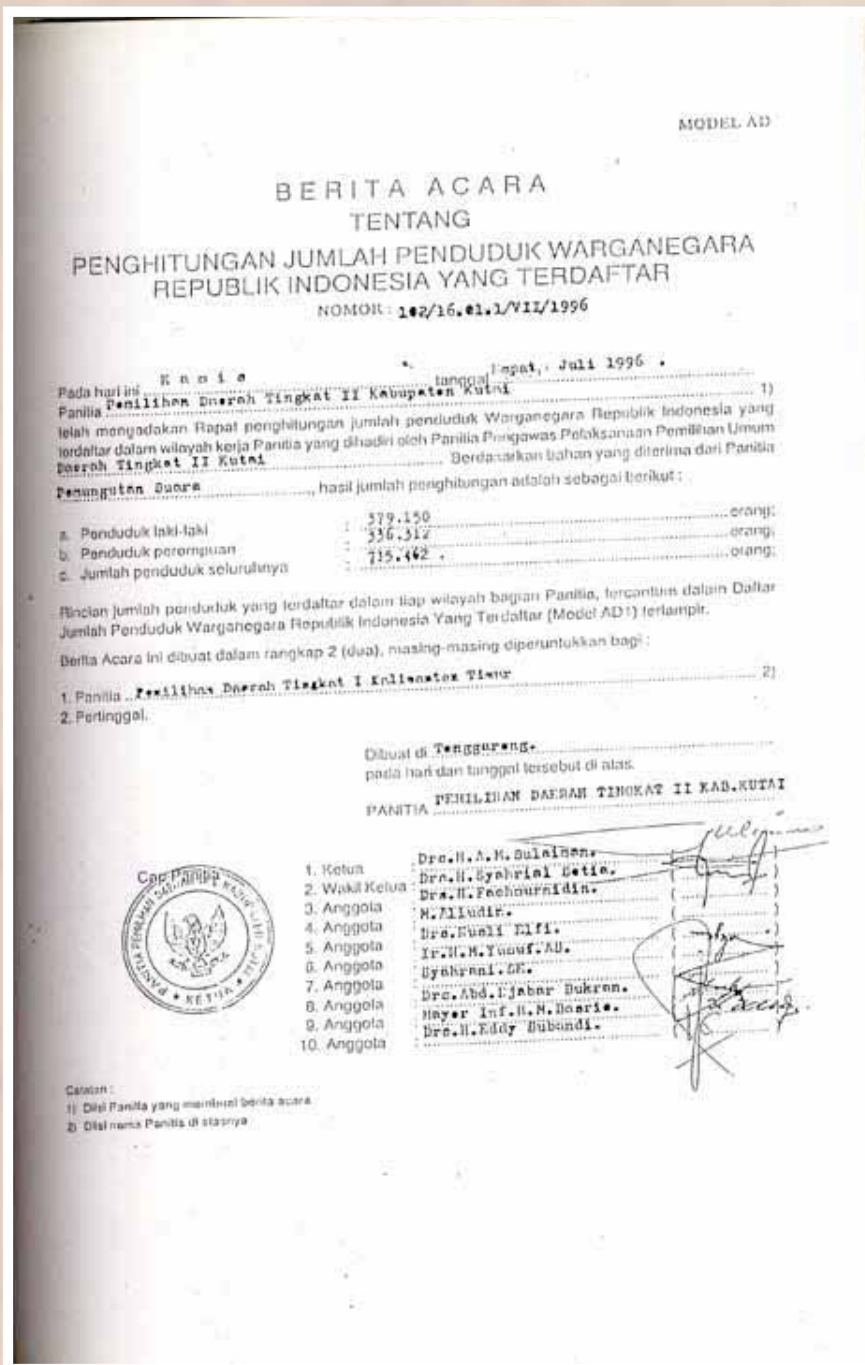 MODEL AD
BERITA ACARA
TENTANG
PENGHITUNGAN JUMLAH PENDUDUK WARGANEGARA
REPUBLIK INDONESIA YANG TERDAFTAR
NOMOR : 102/16.01.1/VII/1996
Pada hari ini K a m i s tanggal Empat, Juli 1996 .
Panitia Pemilihan Daerah Tingkat II Kabupaten Kutai 1)
telah mengadakan Rapat penghitungan jumlah penduduk Warganegara Republik Indonesia yang
terdaftar dalam wilayah kerja Panitia yang dihadiri oleh Panitia Pengawas Pelaksanaan Pemilihan Umum
Daerah Tingkat II Kutai Berdasarkan bahan yang diterima dari Panitia
Pemungutan Suara, hasil jumlah penghitungan adalah sebagai berikut :
a. Penduduk laki-laki : 379.150 orang;
b. Penduduk perempuan : 336.312 orang;
c. Jumlah penduduk seluruhnya : 715.462 . orang;
Rincian jumlah penduduk yang terdaftar dalam tiap wilayah bagian Panitia, tercantum dalam Daftar
Jumlah Penduduk Warganegara Republik Indonesia Yang Terdaftar (Model AD1) terlampir.
Berita Acara ini dibuat dalam rangkap 2 (dua), masing-masing diperuntukkan bagi :
1. Panitia Pemilihan Daerah Tingkat I Kalimantan Timur 2)
2. Pertinggal.
Dibuat di Tenggarong.
pada hari dan tanggal tersebut di atas.
PANITIA PEMILIHAN DAERAH TINGKAT II KAB.KUTAI
Cap Panitia
PANITIA PEMILIHAN
KETUA
1. Ketua : Drs.H.A.M.Sulaiman. ( )
2. Wakil Ketua : Drs.H.Syahrial Setia. ( )
3. Anggota : Drs.H.Fachrurnidin. ( )
4. Anggota : M.Aliudin. ( )
5. Anggota : Drs.Rusli Elfi. ( )
6. Anggota : Ir.H.M.Yusuf.AB. ( )
7. Anggota : Syahrani.SE. ( )
8. Anggota : Drs.Abd.Djabar Bukran. ( )
9. Anggota : Mayor Inf.H.M.Basrie. ( )
10. Anggota : Drs.H.Eddy Subandi. ( )
Catatan :
1) Diisi Panitia yang membuat berita acara
2) Diisi nama Panitia di atasnya